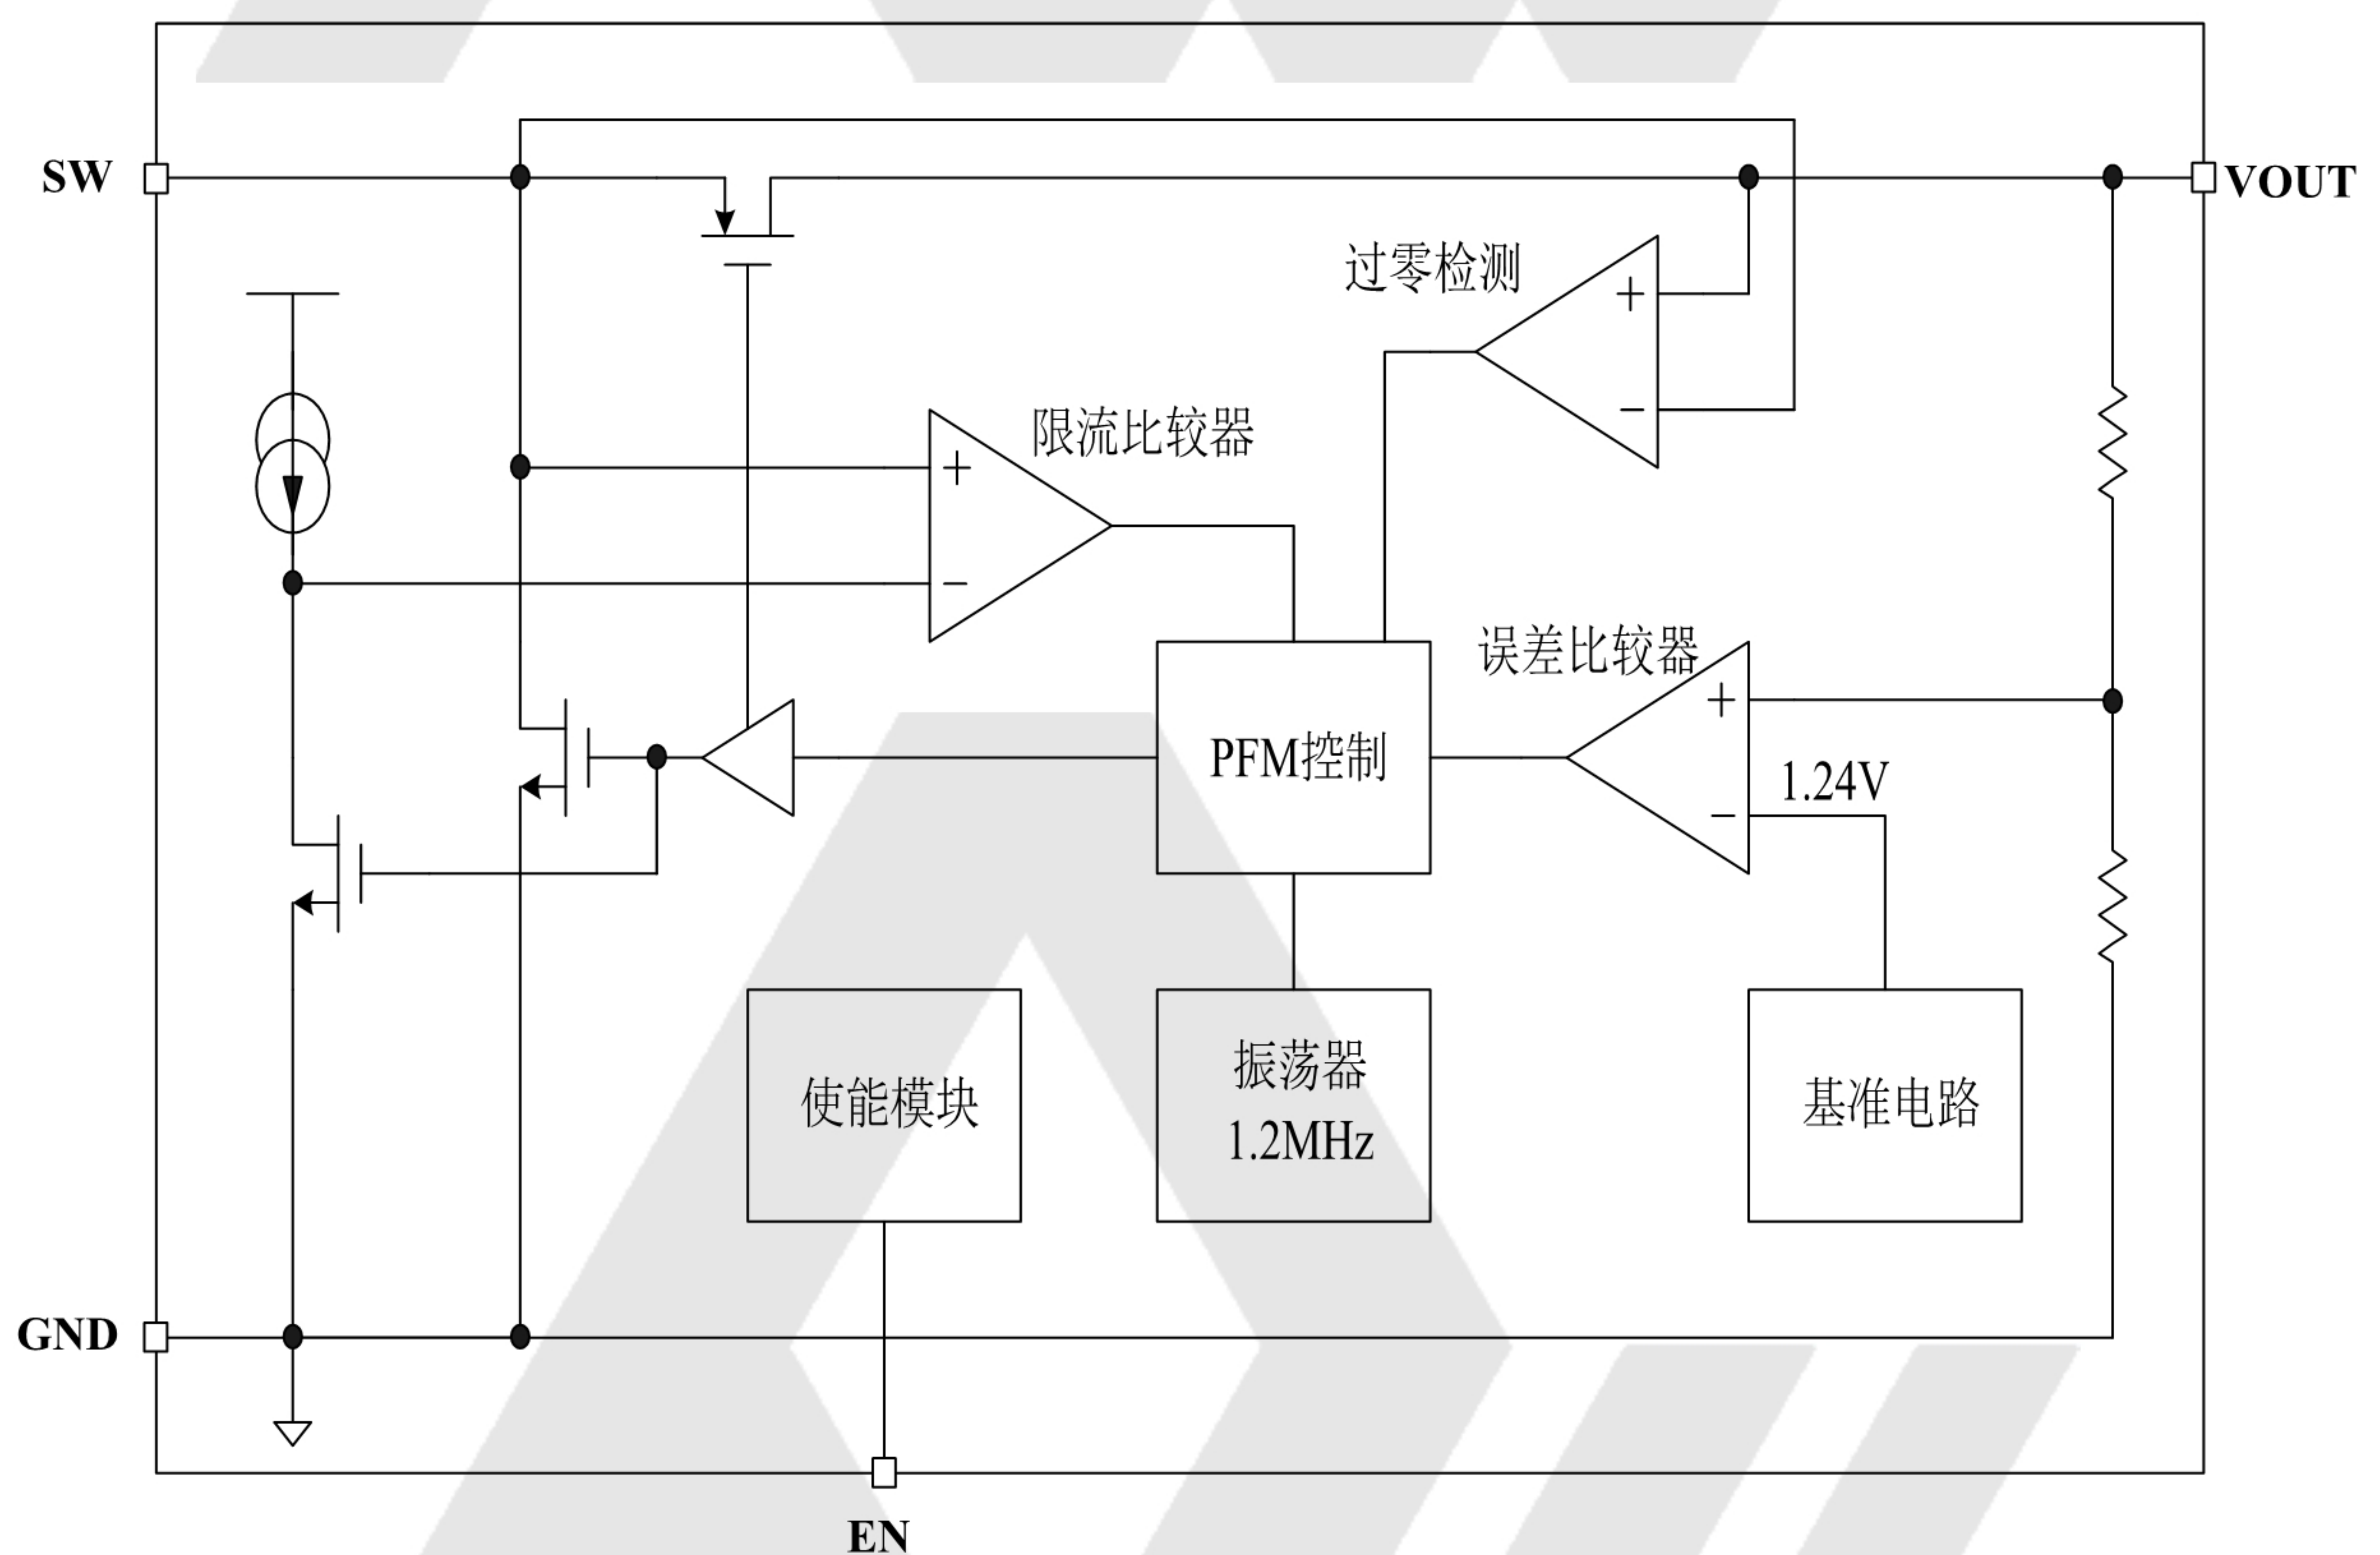 SW
VOUT
过零检测
+
−
限流比较器
+
−
误差比较器
+
1.24V
−
PFM控制
使能模块
振荡器
1.2MHz
基准电路
GND
EN